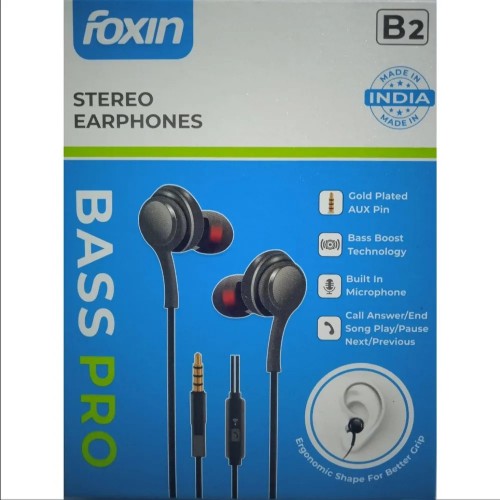 foxin
B2
STEREO
EARPHONES
MADE IN
INDIA
MADE IN
BASS PRO
Gold Plated
AUX Pin
Bass Boost
Technology
Built In
Microphone
Call Answer/End
Song Play/Pause
Next/Previous
Ergonomic Shape For Better Grip